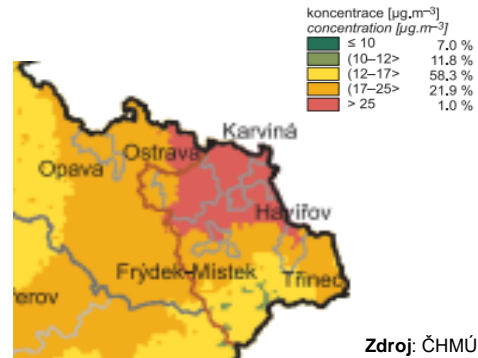 koncentrace [µg.m⁻³]
concentration [µg.m⁻³]
≤ 10 7.0 %
(10–12> 11.8 %
(12–17> 58.3 %
(17–25> 21.9 %
> 25 1.0 %
Karviná
Ostrava
Opava
Havířov
Frýdek-Místek
Třinec
erov
Zdroj: ČHMÚ